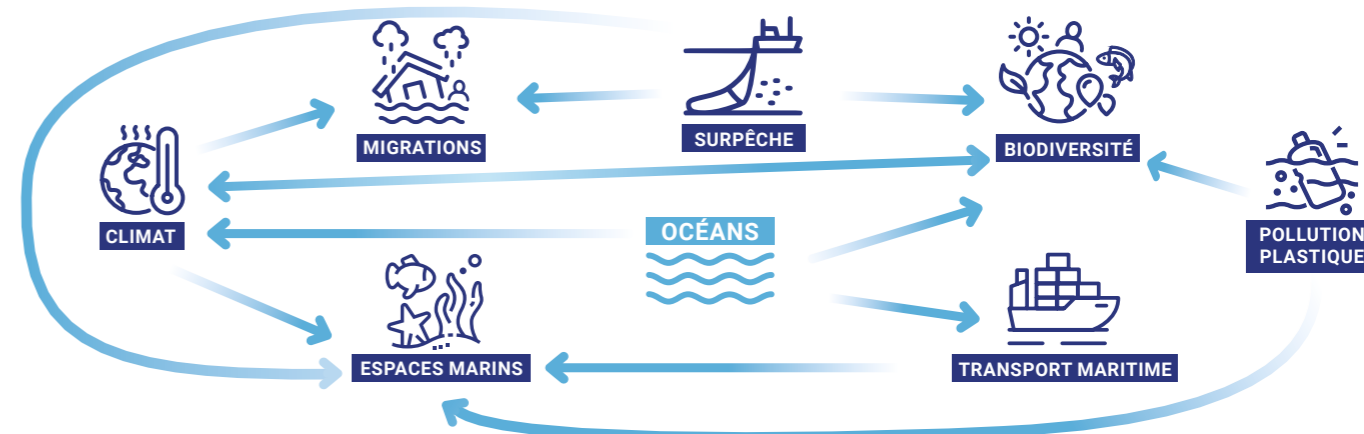 MIGRATIONS
SURPÊCHE
BIODIVERSITÉ
CLIMAT
OCÉANS
POLLUTION
PLASTIQUE
ESPACES MARINS
TRANSPORT MARITIME